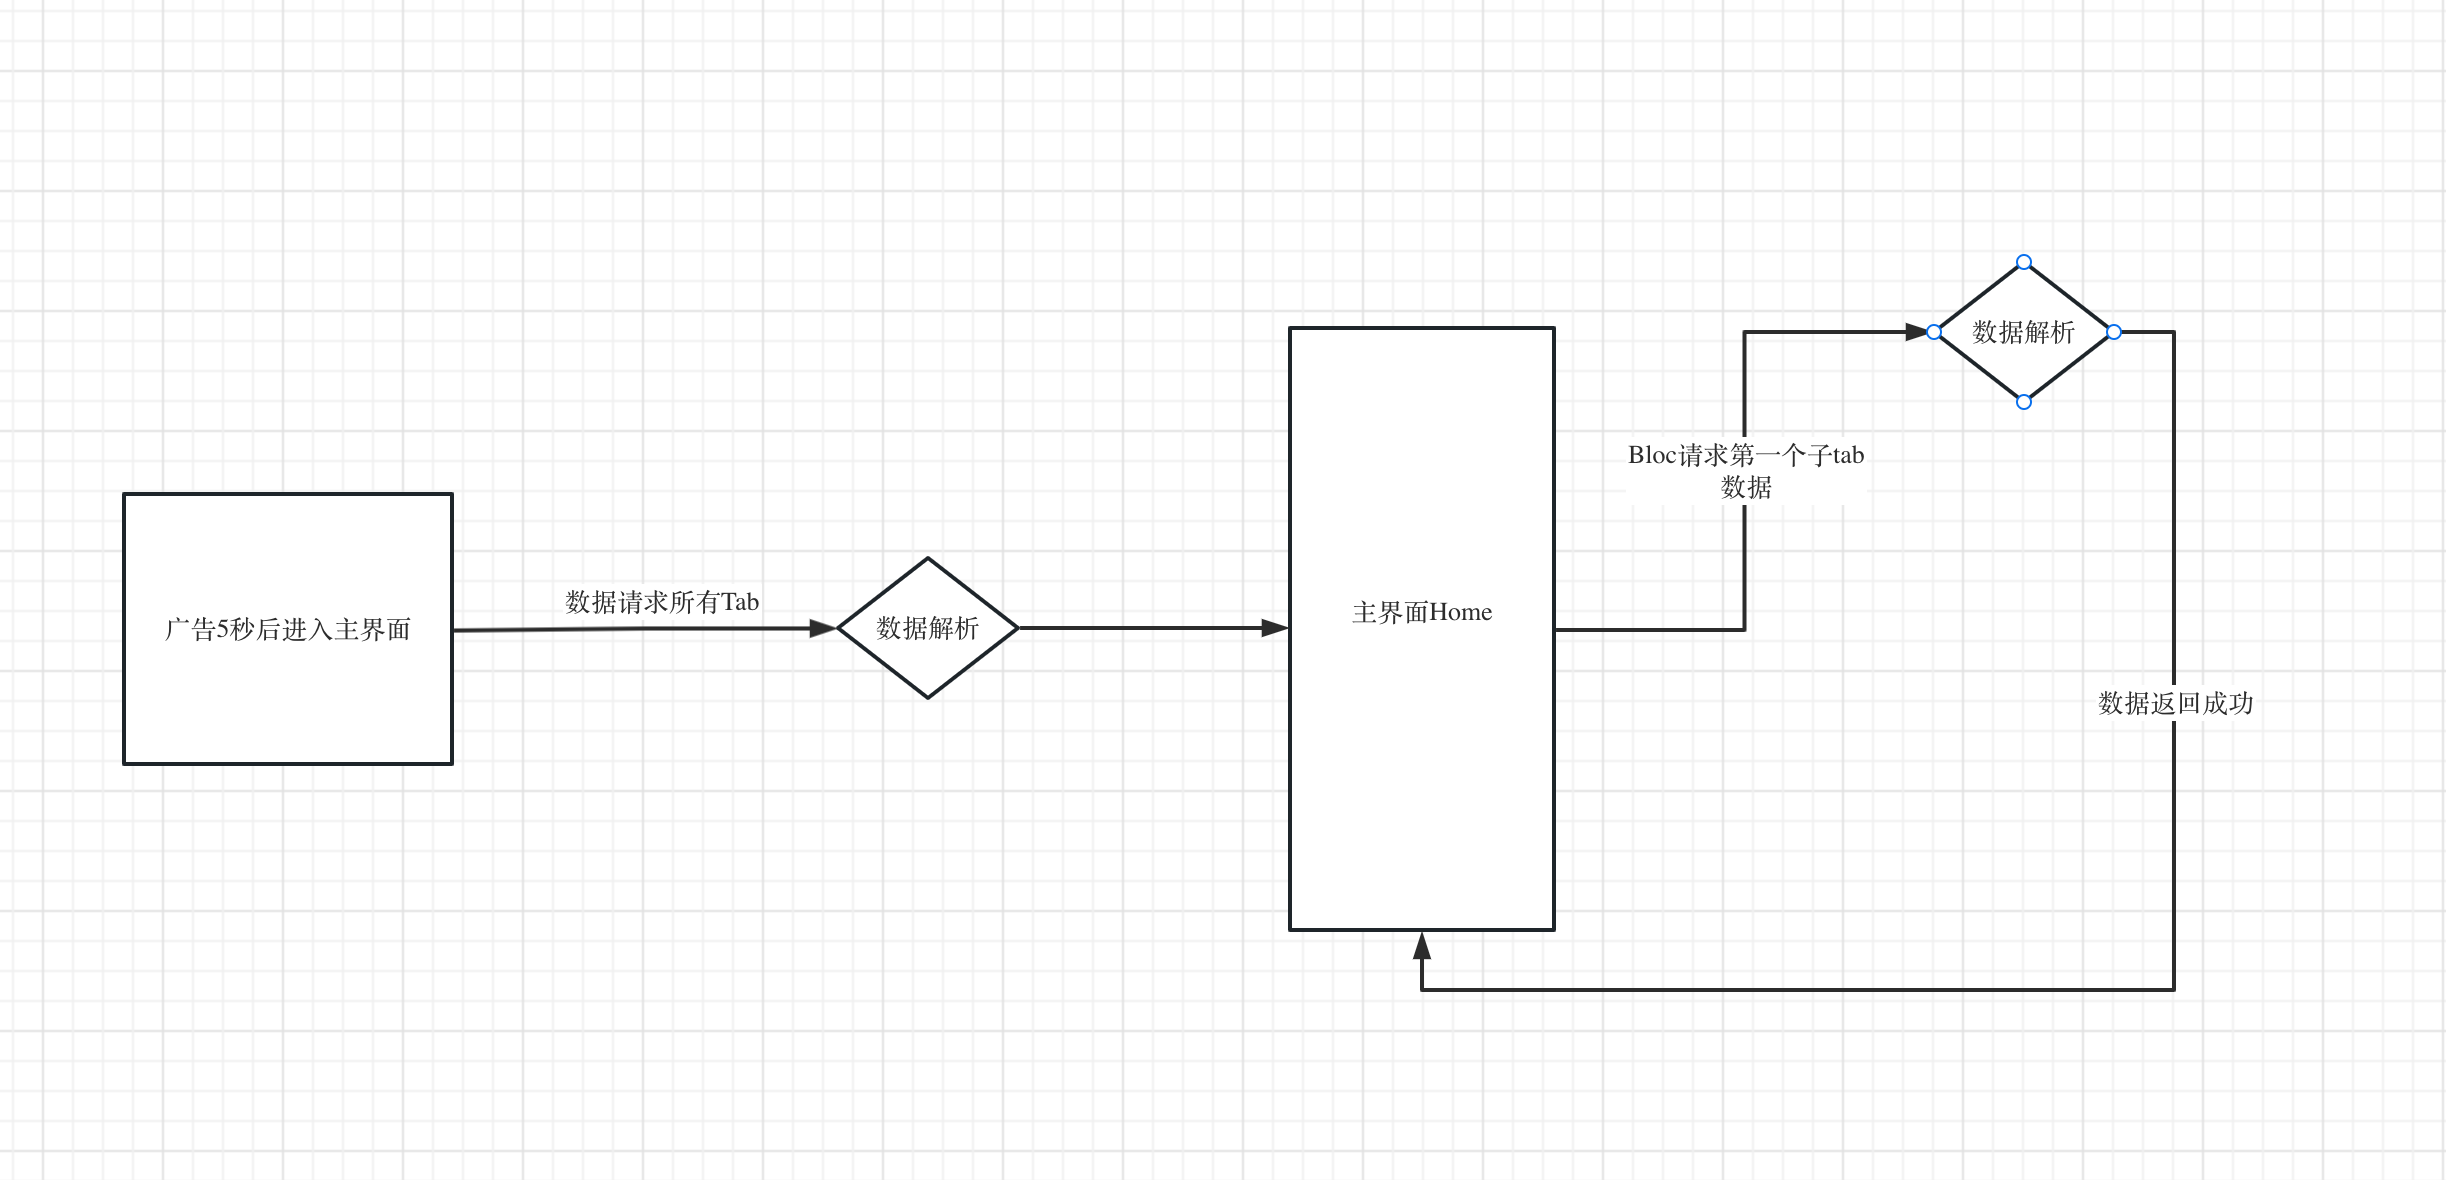 广告5秒后进入主界面
数据请求所有Tab
数据解析
主界面Home
Bloc请求第一个子tab
数据
数据解析
数据返回成功